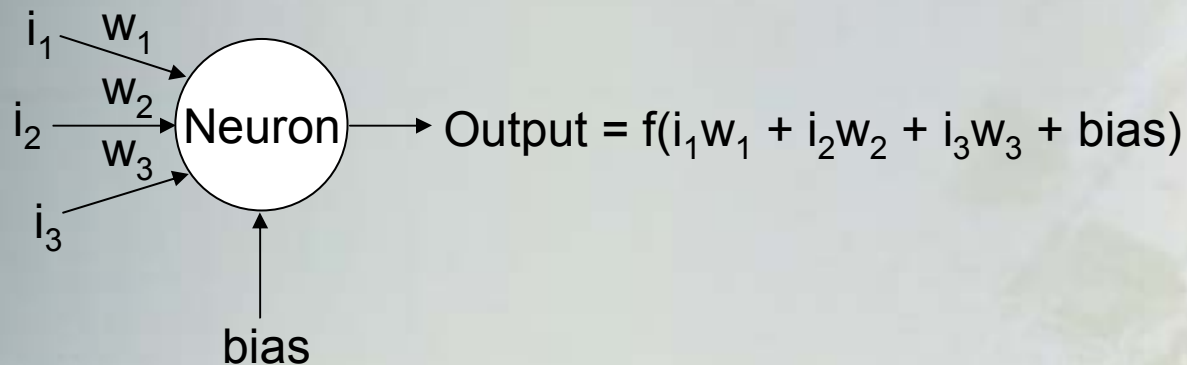 i₁ w₁
w₂
i₂ Neuron Output = f(i₁w₁ + i₂w₂ + i₃w₃ + bias)
w₃
i₃
bias